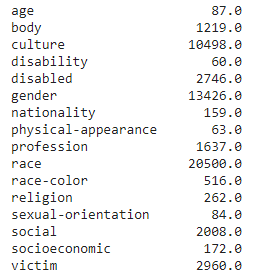 age 87.0
body 1219.0
culture 10498.0
disability 60.0
disabled 2746.0
gender 13426.0
nationality 159.0
physical-appearance 63.0
profession 1637.0
race 20500.0
race-color 516.0
religion 262.0
sexual-orientation 84.0
social 2008.0
socioeconomic 172.0
victim 2960.0